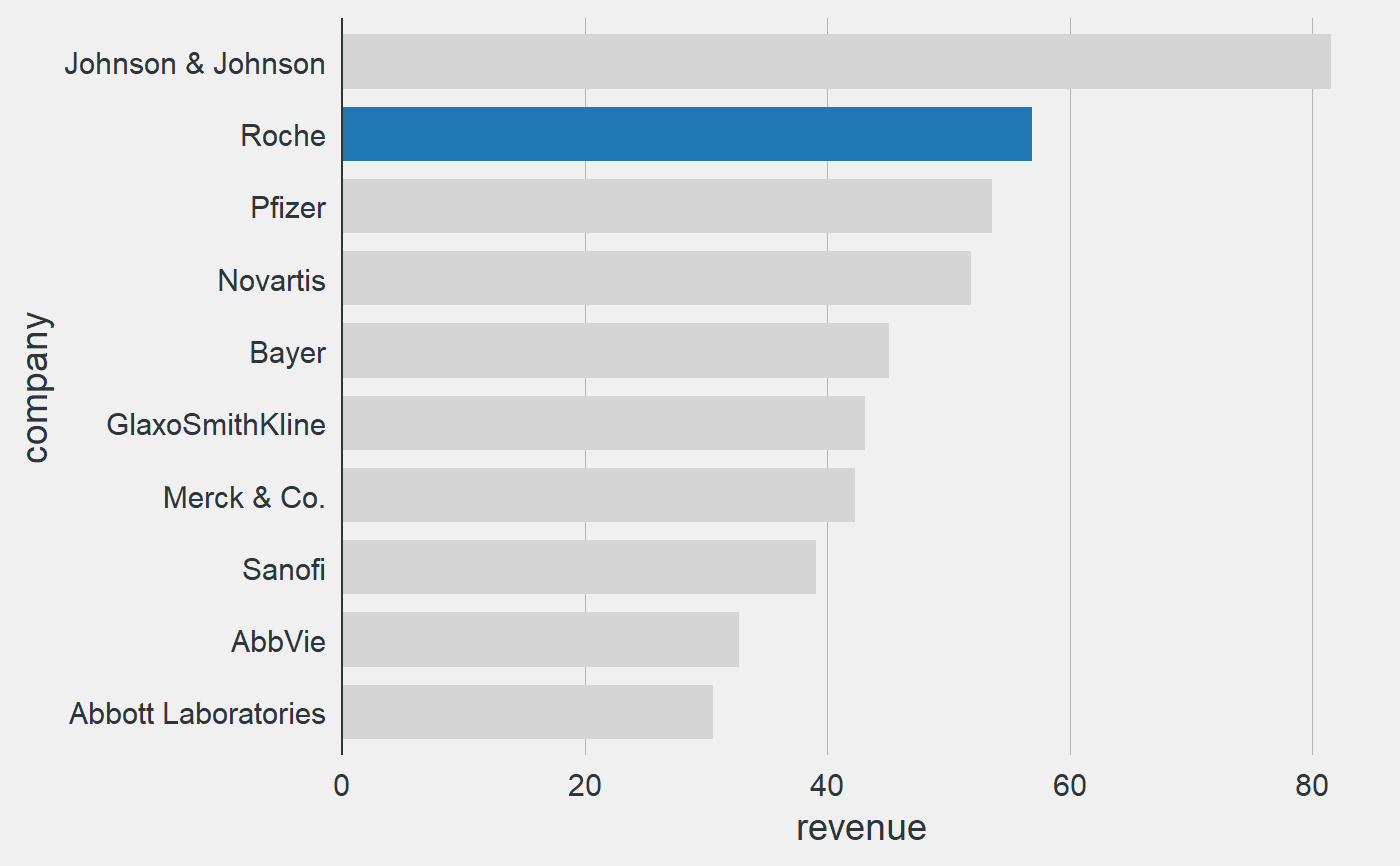 Johnson & Johnson
Roche
Pfizer
Novartis
Bayer
GlaxoSmithKline
Merck & Co.
Sanofi
AbbVie
Abbott Laboratories
company
0 20 40 60 80
revenue